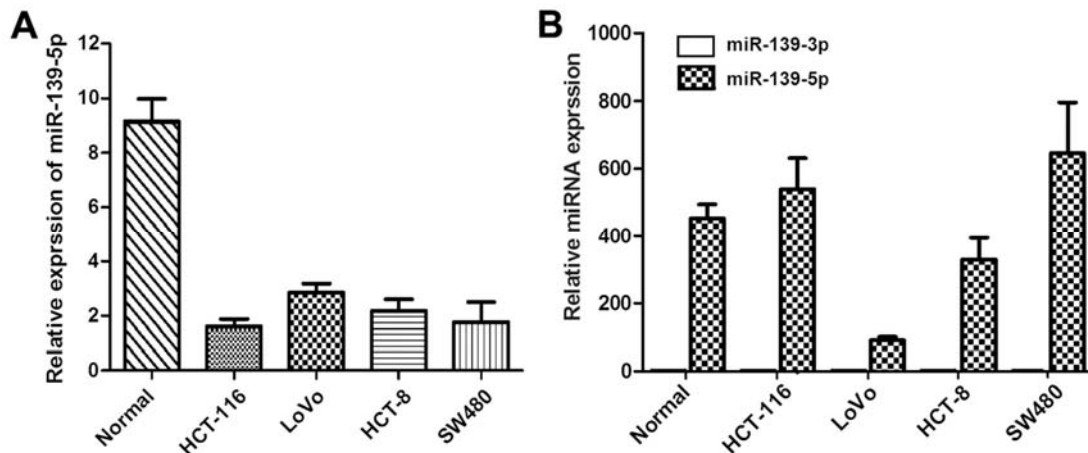 A
Relative exprssion of miR-139-5p
12
10
8
6
4
2
0
Normal
HCT-116
LoVo
HCT-8
SW480
B
Relative miRNA exprssion
1000
800
600
400
200
0
miR-139-3p
miR-139-5p
Normal
HCT-116
LoVo
HCT-8
SW480